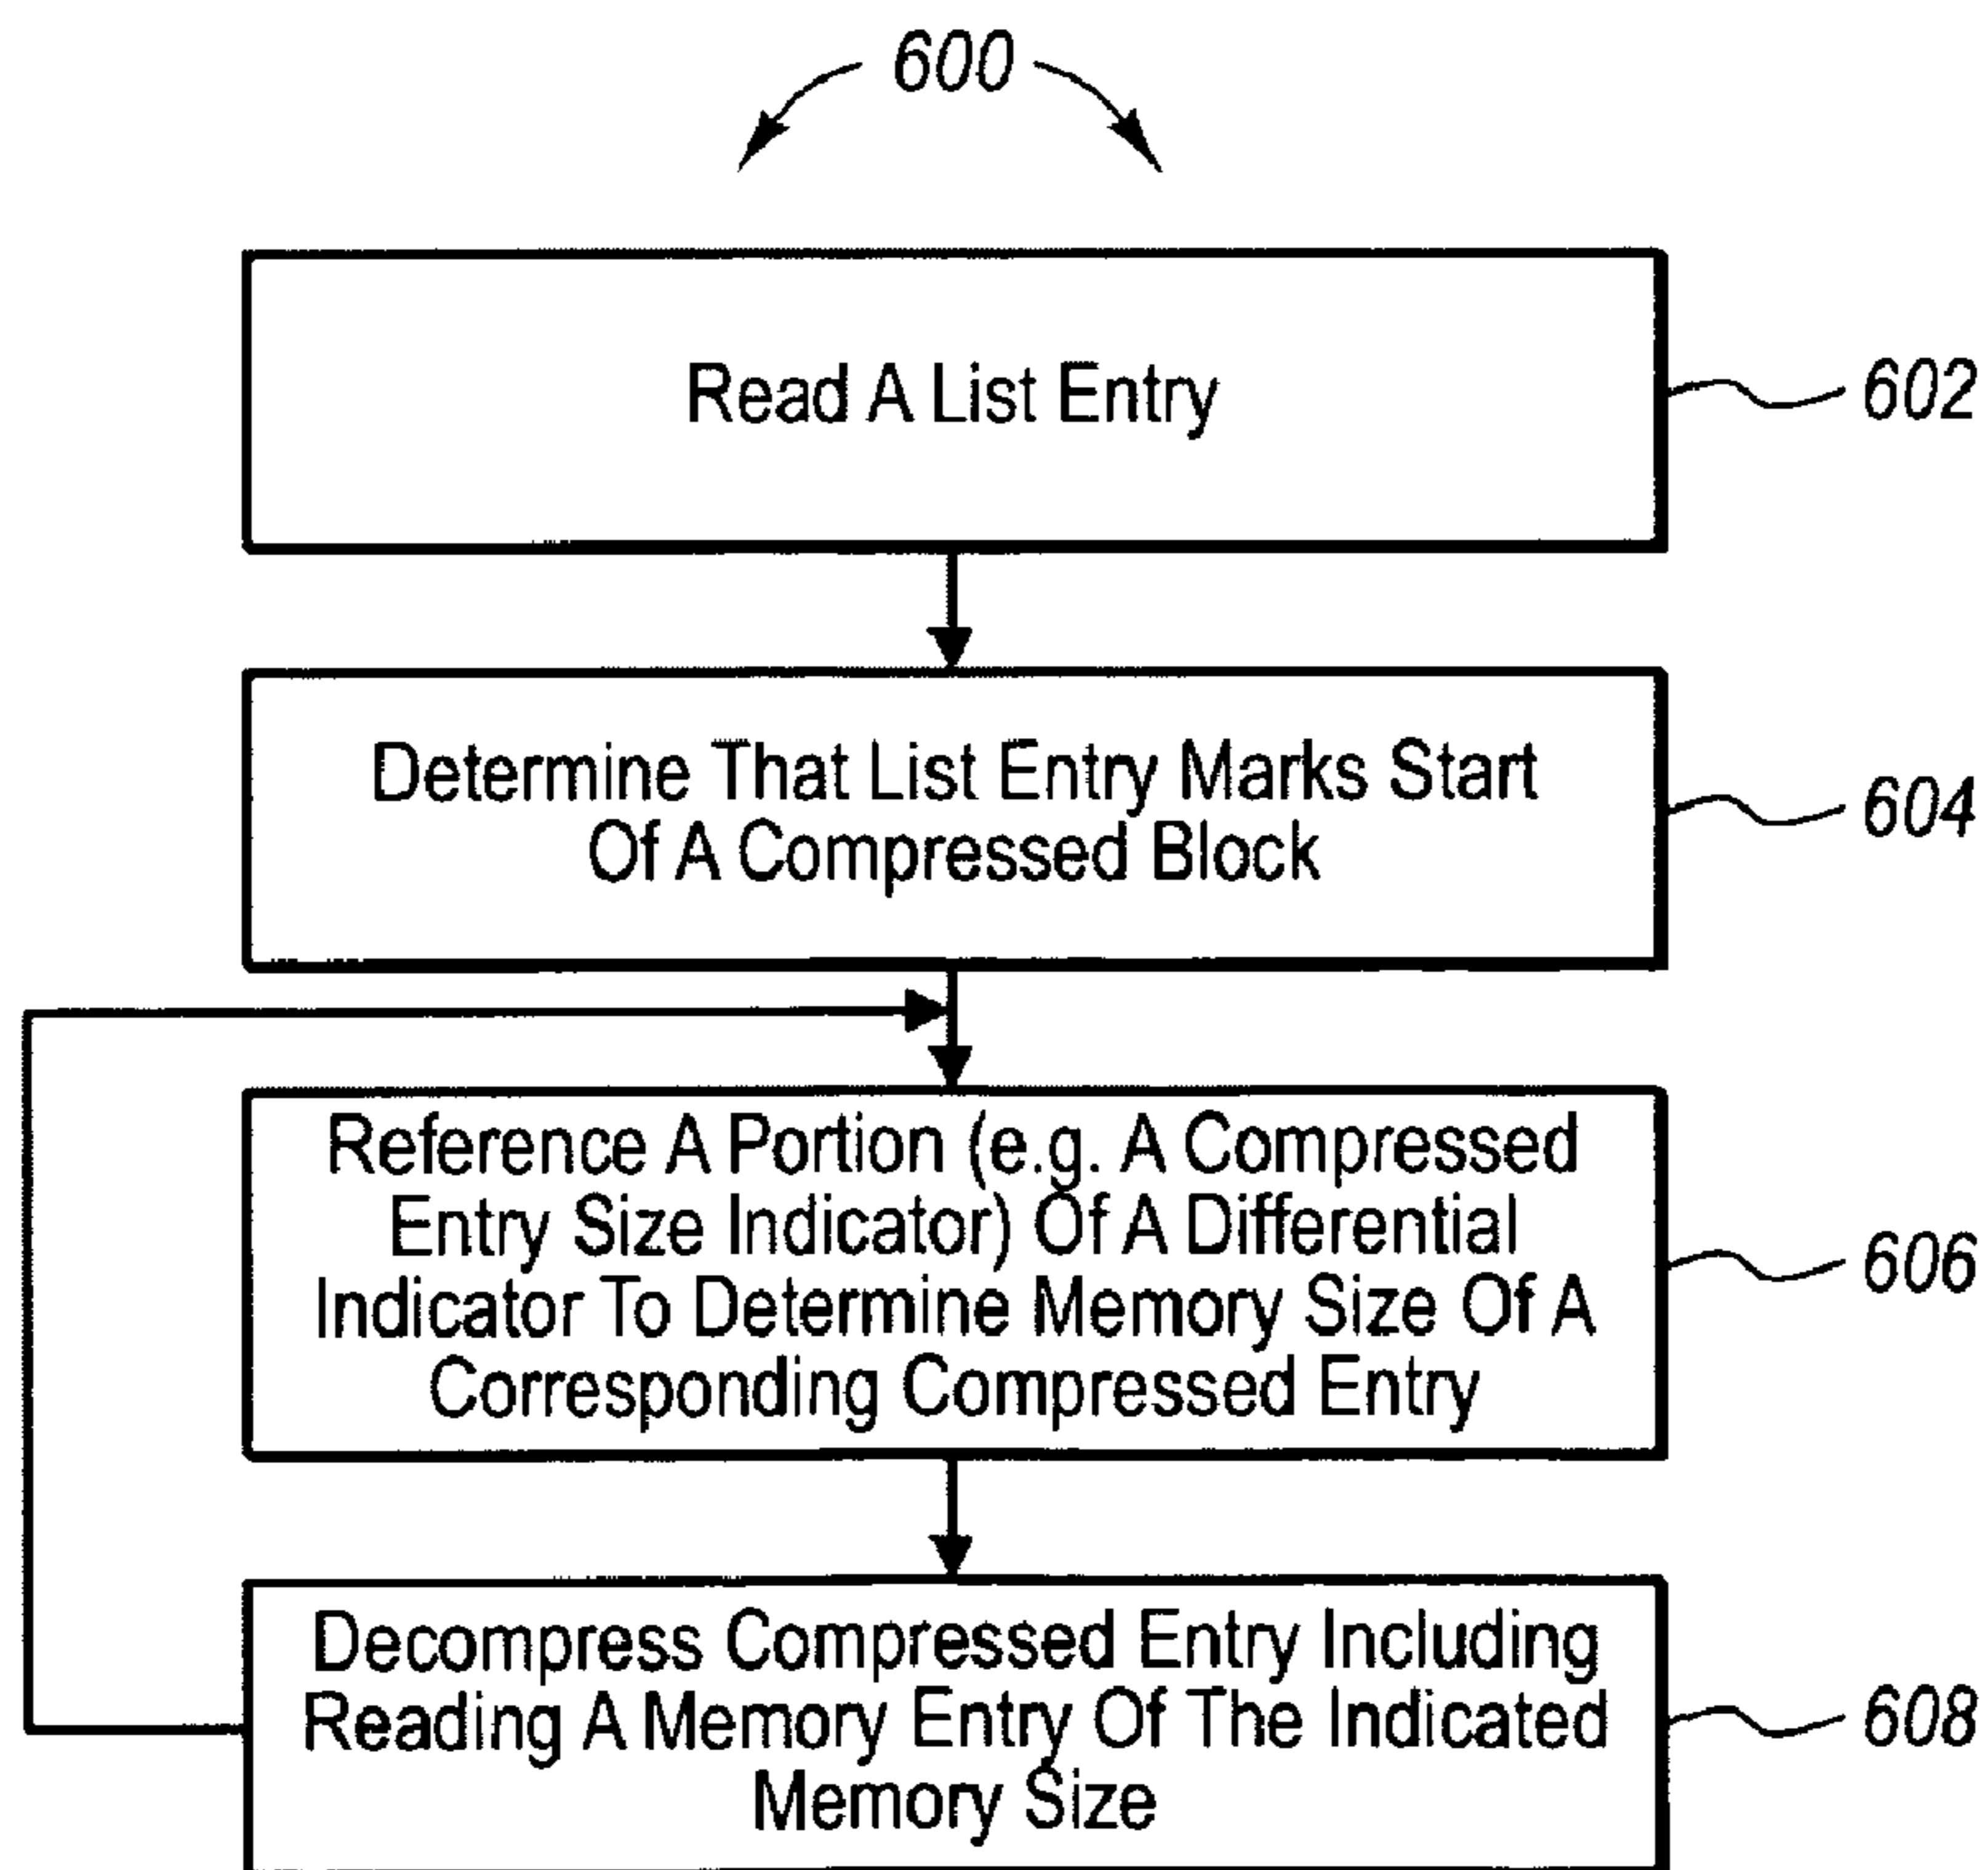 600
Read A List Entry
602
Determine That List Entry Marks Start
Of A Compressed Block
604
Reference A Portion (e.g. A Compressed
Entry Size Indicator) Of A Differential
Indicator To Determine Memory Size Of A
Corresponding Compressed Entry
606
Decompress Compressed Entry Including
Reading A Memory Entry Of The Indicated
Memory Size
608